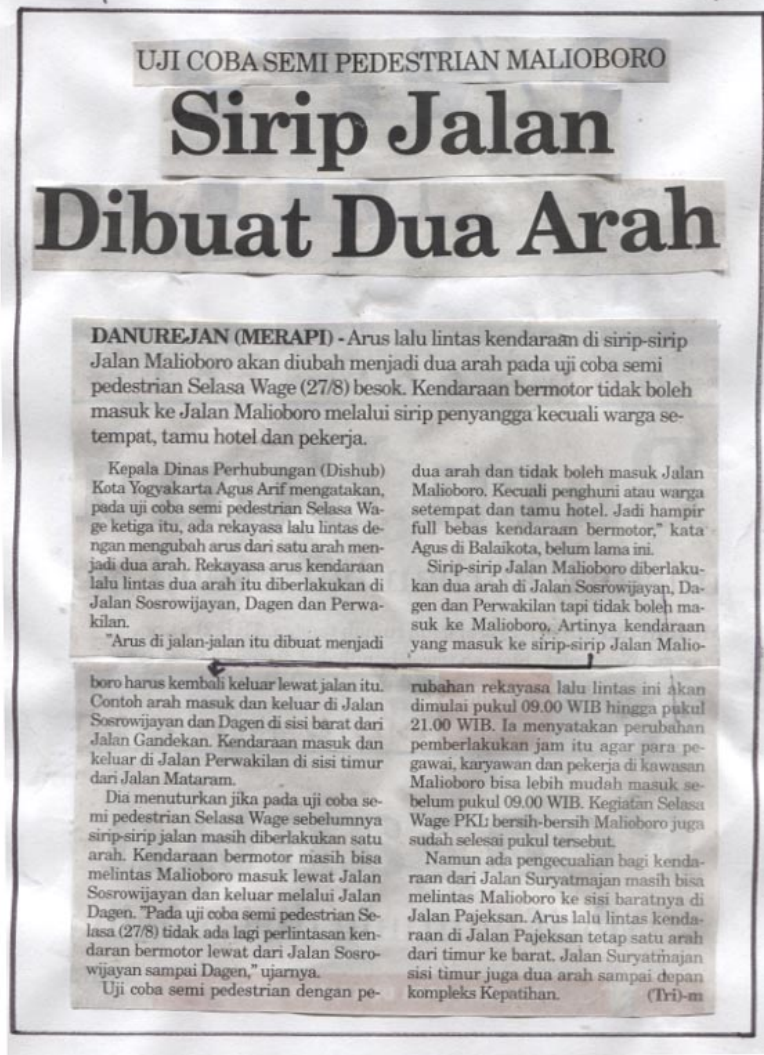 UJI COBA SEMI PEDESTRIAN MALIOBORO
Sirip Jalan
Dibuat Dua Arah
DANUREJAN (MERAPI) - Arus lalu lintas kendaraan di sirip-sirip
Jalan Malioboro akan diubah menjadi dua arah pada uji coba semi
pedestrian Selasa Wage (27/8) besok. Kendaraan bermotor tidak boleh
masuk ke Jalan Malioboro melalui sirip penyangga kecuali warga se-
tempat, tamu hotel dan pekerja.
Kepala Dinas Perhubungan (Dishub)
Kota Yogyakarta Agus Arif mengatakan,
pada uji coba semi pedestrian Selasa Wa-
ge ketiga itu, ada rekayasa lalu lintas de-
ngan mengubah arus dari satu arah men-
jadi dua arah. Rekayasa arus kendaraan
lalu lintas dua arah itu diberlakukan di
Jalan Sosrowijayan, Dagen dan Perwa-
kilan.
"Arus di jalan-jalan itu dibuat menjadi
dua arah dan tidak boleh masuk Jalan
Malioboro. Kecuali penghuni atau warga
setempat dan tamu hotel. Jadi hampir
full bebas kendaraan bermotor," kata
Agus di Balaikota, belum lama ini.
Sirip-sirip Jalan Malioboro diberlaku-
kan dua arah di Jalan Sosrowijayan, Da-
gen dan Perwakilan tapi tidak boleh ma-
suk ke Malioboro. Artinya kendaraan
yang masuk ke sirip-sirip Jalan Malio-
boro harus kembali keluar lewat jalan itu.
Contoh arah masuk dan keluar di Jalan
Sosrowijayan dan Dagen di sisi barat dari
Jalan Gandekan. Kendaraan masuk dan
keluar di Jalan Perwakilan di sisi timur
dari Jalan Mataram.
Dia menuturkan jika pada uji coba se-
mi pedestrian Selasa Wage sebelumnya
sirip-sirip jalan masih diberlakukan satu
arah. Kendaraan bermotor masih bisa
melintas Malioboro masuk lewat Jalan
Sosrowijayan dan keluar melalui Jalan
Dagen. "Pada uji coba semi pedestrian Se-
lasa (27/8) tidak ada lagi perlintasan ken-
daran bermotor lewat dari Jalan Sosro-
wijayan sampai Dagen," ujarnya.
Uji coba semi pedestrian dengan pe-
rubahan rekayasa lalu lintas ini akan
dimulai pukul 09.00 WIB hingga pukul
21.00 WIB. Ia menyatakan perubahan
pemberlakukan jam itu agar para pe-
gawai, karyawan dan pekerja di kawasan
Malioboro bisa lebih mudah masuk se-
belum pukul 09.00 WIB. Kegiatan Selasa
Wage PKL bersih-bersih Malioboro juga
sudah selesai pukul tersebut.
Namun ada pengecualian bagi kenda-
raan dari Jalan Suryatmajan masih bisa
melintas Malioboro ke sisi baratnya di
Jalan Pajeksan. Arus lalu lintas kenda-
raan di Jalan Pajeksan tetap satu arah
dari timur ke barat. Jalan Suryatmajan
sisi timur juga dua arah sampai depan
kompleks Kepatihan. (Tri)-m